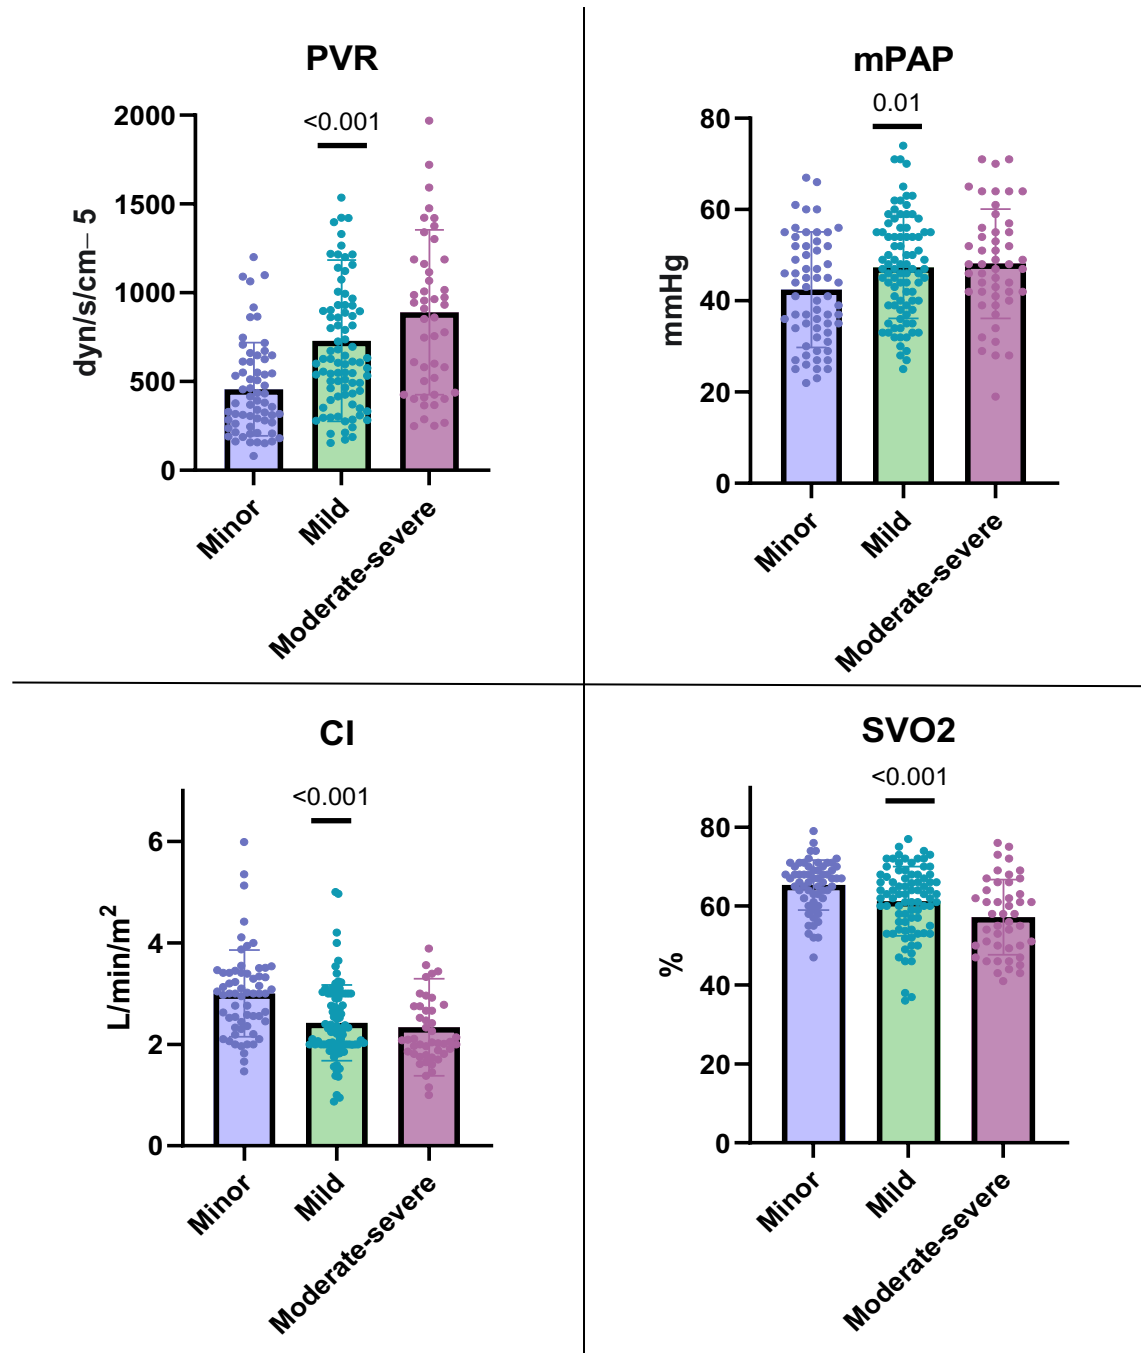 PVR
<0.001
2000
1500
1000
500
0
dyn/s/cm– 5
Minor
Mild
Moderate-severe
mPAP
0.01
80
60
40
20
0
mmHg
Minor
Mild
Moderate-severe
CI
<0.001
6
4
2
0
L/min/m²
Minor
Mild
Moderate-severe
SVO2
<0.001
80
60
40
20
0
%
Minor
Mild
Moderate-severe